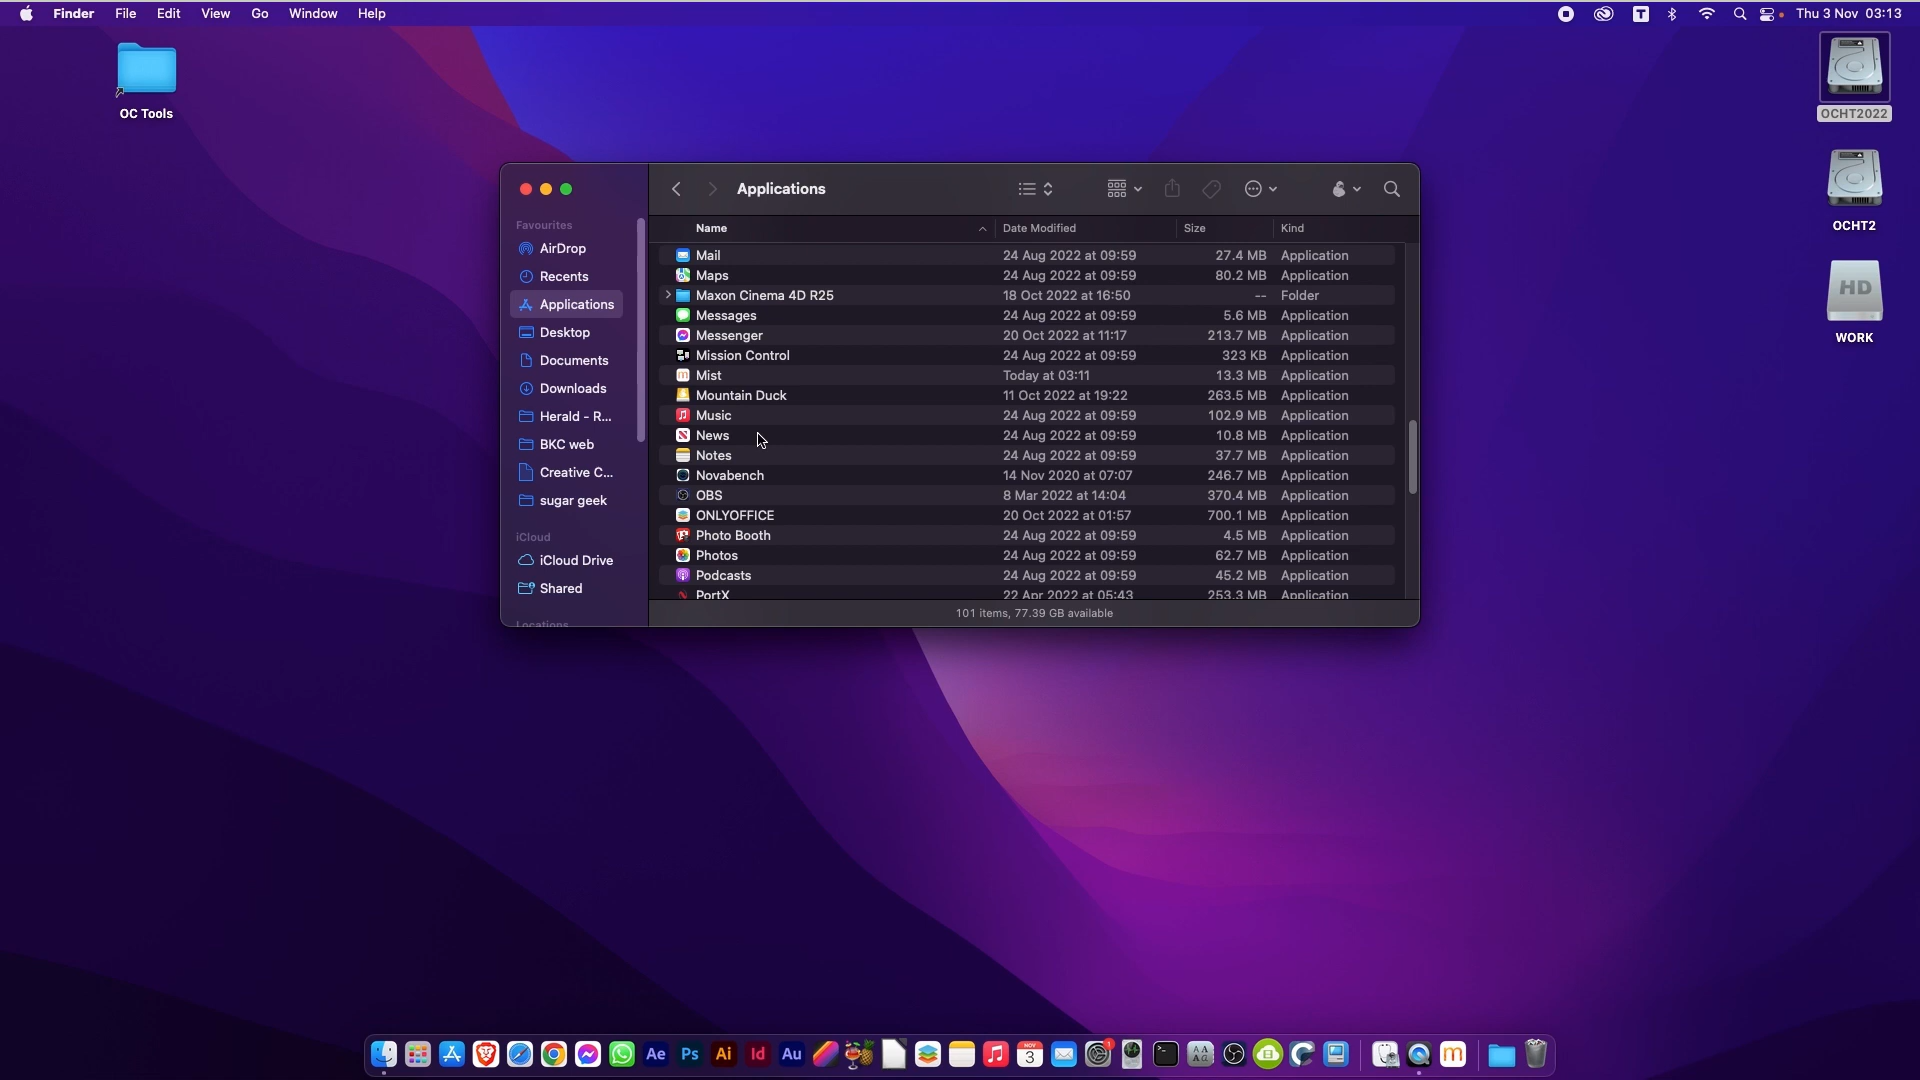 Finder File Edit View Go Window Help
T Thu 3 Nov 03:13
OC Tools
OCHT2022
OCHT2
HD
WORK
Applications
Favourites
AirDrop
Recents
Applications
Desktop
Documents
Downloads
Herald - R...
BKC web
Creative C...
sugar geek
iCloud
iCloud Drive
Shared
Locations
Name Date Modified Size Kind
Mail 24 Aug 2022 at 09:59 27.4 MB Application
Maps 24 Aug 2022 at 09:59 80.2 MB Application
Maxon Cinema 4D R25 18 Oct 2022 at 16:50 -- Folder
Messages 24 Aug 2022 at 09:59 5.6 MB Application
Messenger 20 Oct 2022 at 11:17 213.7 MB Application
Mission Control 24 Aug 2022 at 09:59 323 KB Application
Mist Today at 03:11 13.3 MB Application
Mountain Duck 11 Oct 2022 at 19:22 263.5 MB Application
Music 24 Aug 2022 at 09:59 102.9 MB Application
News 24 Aug 2022 at 09:59 10.8 MB Application
Notes 24 Aug 2022 at 09:59 37.7 MB Application
Novabench 14 Nov 2020 at 07:07 246.7 MB Application
OBS 8 Mar 2022 at 14:04 370.4 MB Application
ONLYOFFICE 20 Oct 2022 at 01:57 700.1 MB Application
Photo Booth 24 Aug 2022 at 09:59 4.5 MB Application
Photos 24 Aug 2022 at 09:59 62.7 MB Application
Podcasts 24 Aug 2022 at 09:59 45.2 MB Application
PortX 22 Apr 2022 at 05:43 253.3 MB Application
101 items, 77.39 GB available
Ae Ps Ai Id Au NOV 3 1 m